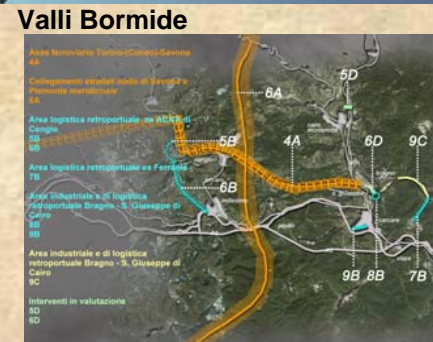 Valli Bormide
Asse ferroviario Torino-(Cuneo)-Savona
4A
Collegamenti stradali nodo di Savona e
Piemonte meridionale
6A
Area logistica retroportuale ex ACNA di
Cengio
5B
6B
Area logistica retroportuale ex Ferrania
7B
Area industriale e di logistica
retroportuale Bragno - S. Giuseppe di
Cairo
8B
9B
Area industriale e di logistica
retroportuale Bragno - S. Giuseppe di
Cairo
9C
Interventi in valutazione
5D
6D
5D
6A
5B
4A
6D
9C
6B
9B
8B
7B